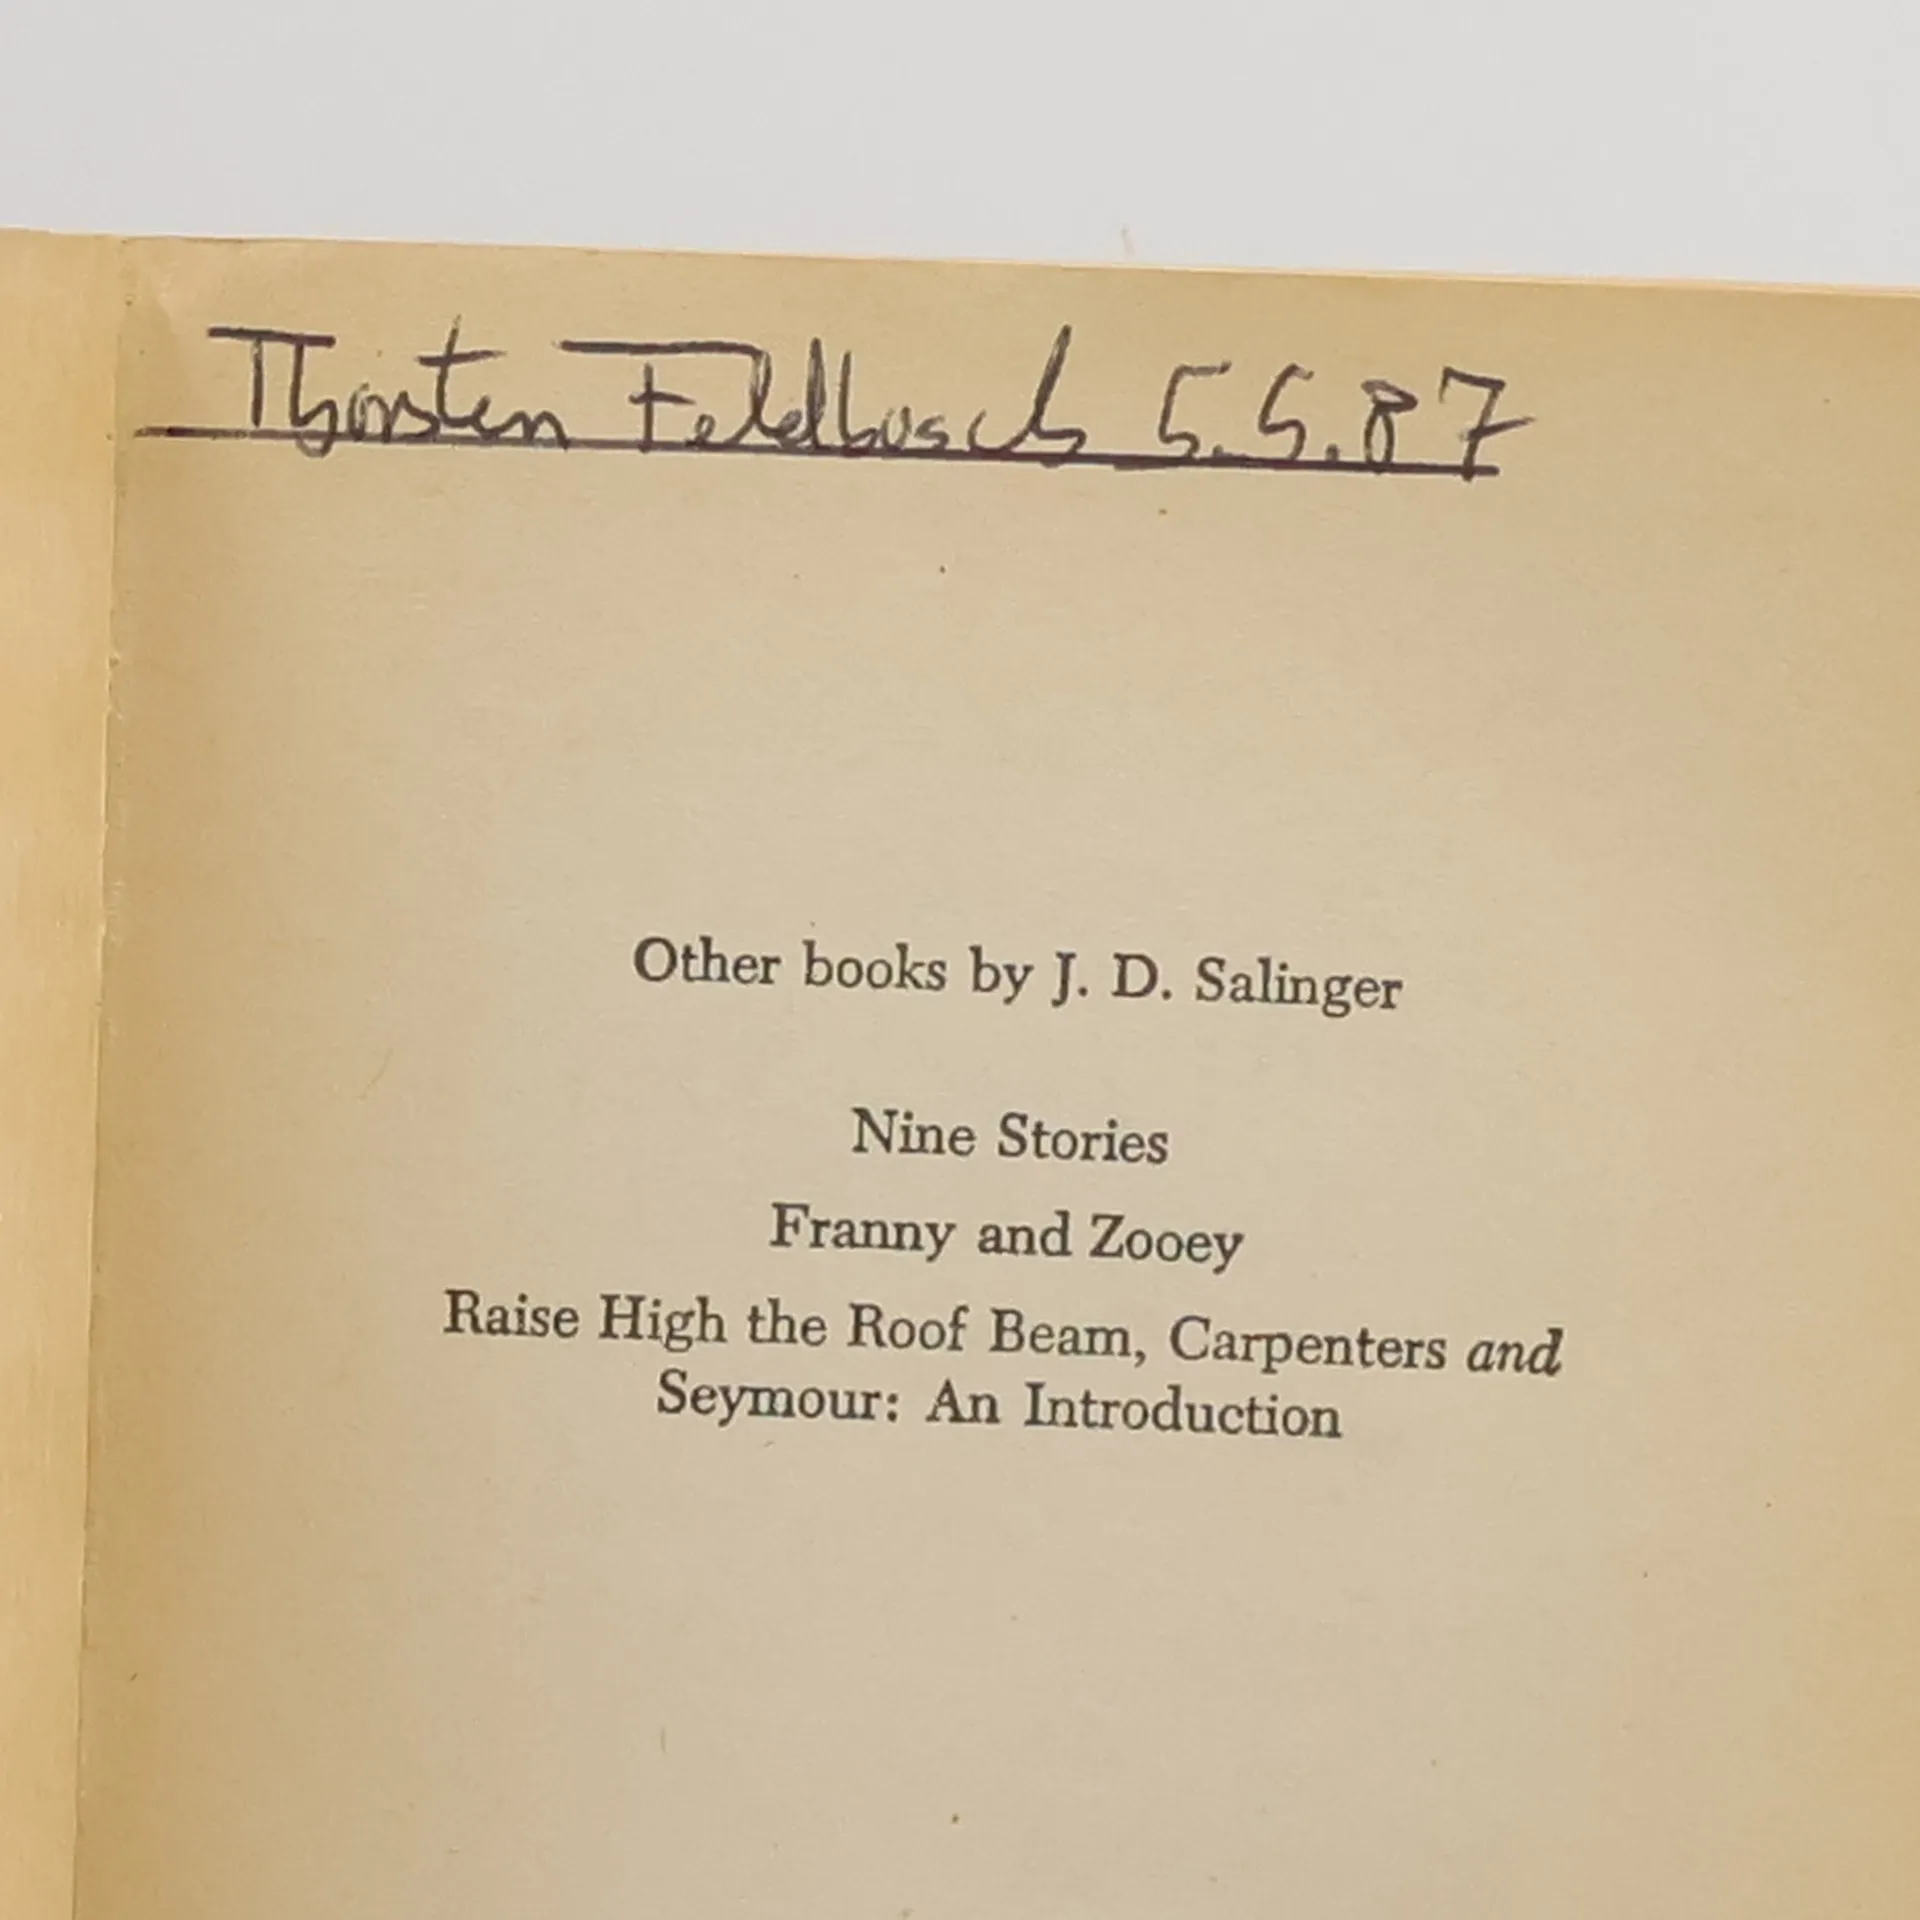 Thorsten Feldbusch 5.5.87
Other books by J. D. Salinger
Nine Stories
Franny and Zooey
Raise High the Roof Beam, Carpenters and
Seymour: An Introduction